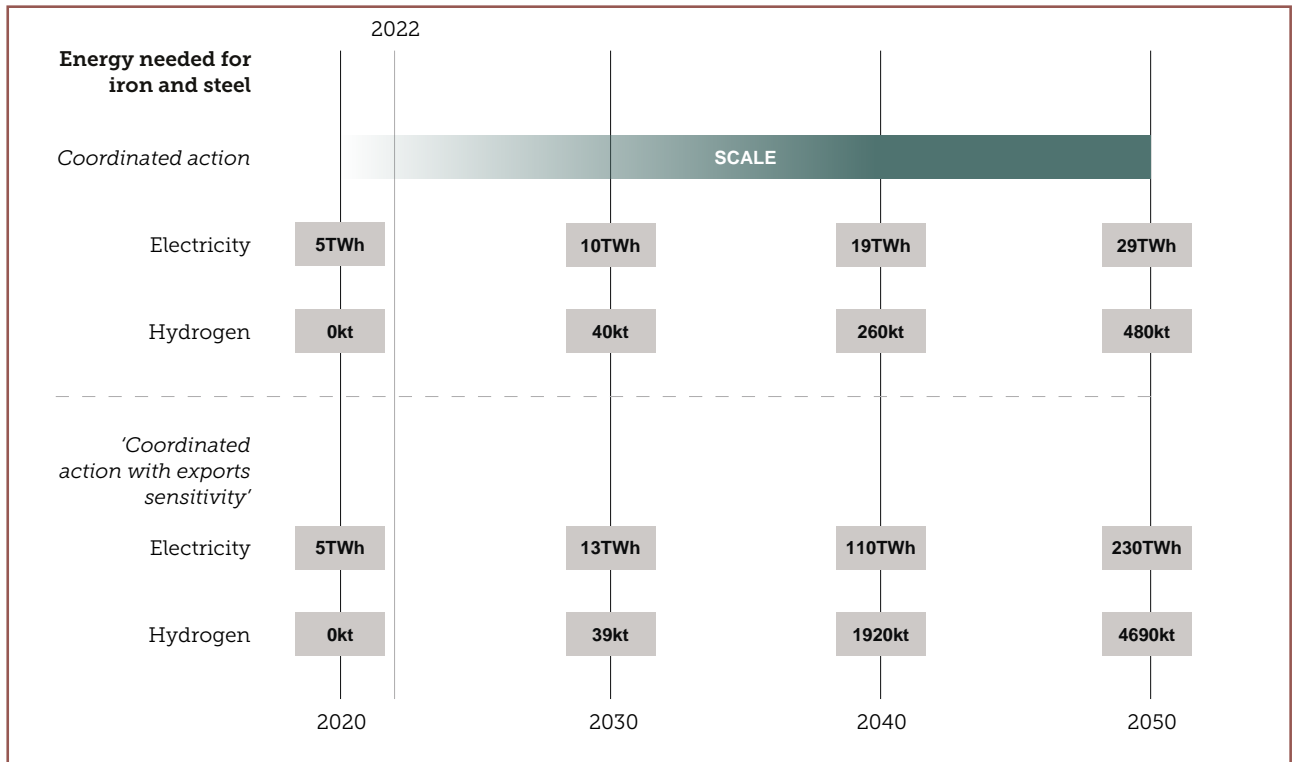 2022
Energy needed for
iron and steel
Coordinated action
SCALE
Electricity
5TWh
10TWh
19TWh
29TWh
Hydrogen
0kt
40kt
260kt
480kt
‘Coordinated
action with exports
sensitivity’
Electricity
5TWh
13TWh
110TWh
230TWh
Hydrogen
0kt
39kt
1920kt
4690kt
2020
2030
2040
2050